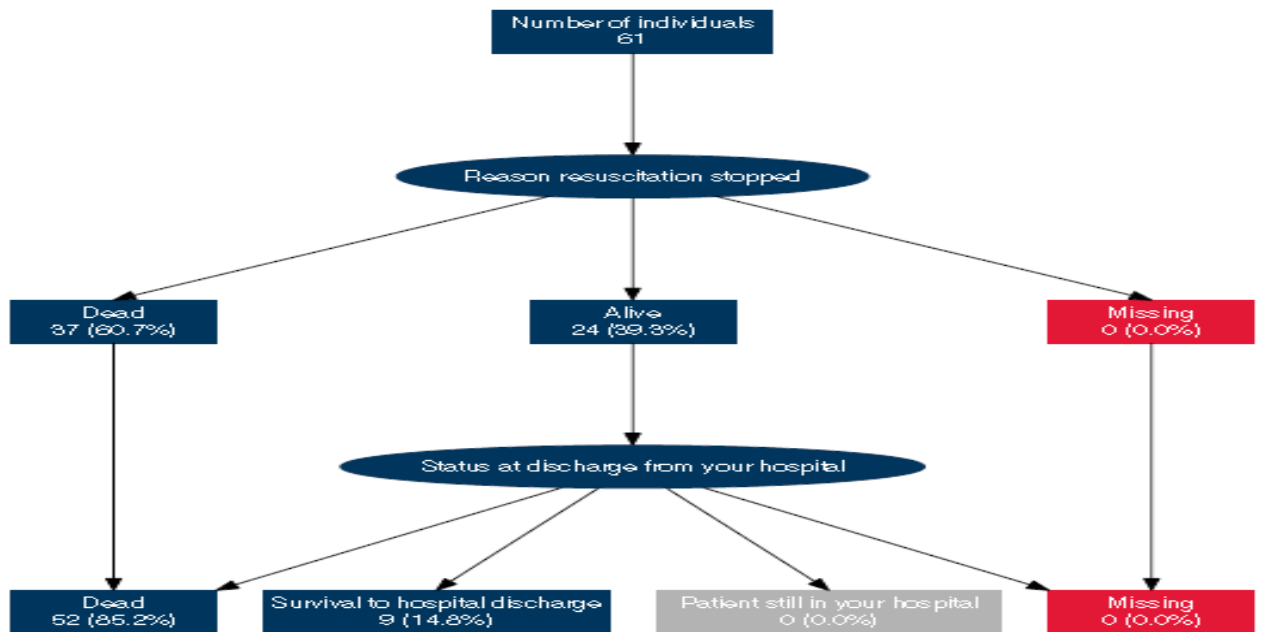 Number of individuals
61
Reason resuscitation stopped
Dead
37 (60.7%)
Alive
24 (39.3%)
Missing
0 (0.0%)
Status at discharge from your hospital
Dead
52 (85.2%)
Survival to hospital discharge
9 (14.8%)
Patient still in your hospital
0 (0.0%)
Missing
0 (0.0%)